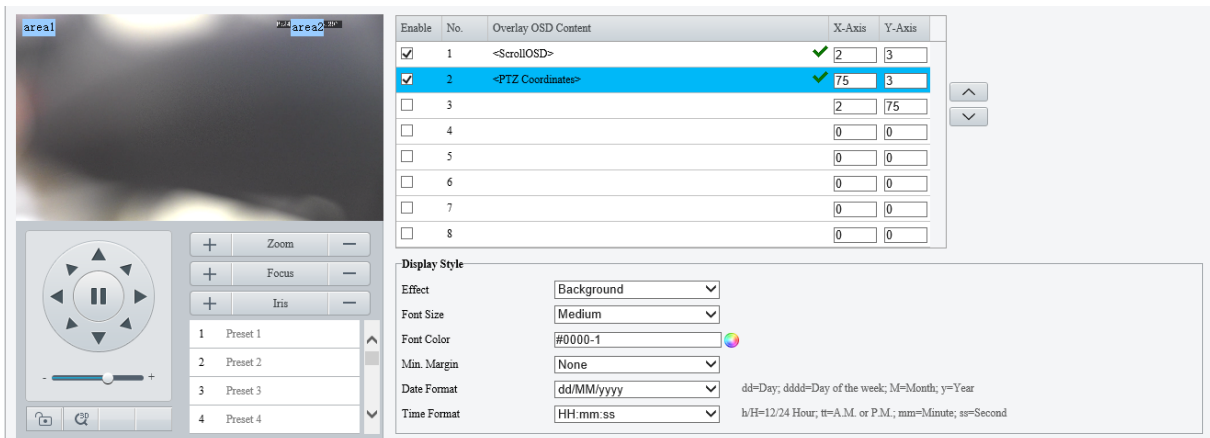 area1
area2
Enable No. Overlay OSD Content X-Axis Y-Axis
1 <ScrollOSD> 2 3
2 <PTZ Coordinates> 75 3
3 2 75
4 0 0
5 0 0
6 0 0
7 0 0
8 0 0
+ Zoom −
+ Focus −
+ Iris −
- +
3D
1 Preset 1
2 Preset 2
3 Preset 3
4 Preset 4
Display Style
Effect Background
Font Size Medium
Font Color #0000-1
Min. Margin None
Date Format dd/MM/yyyy dd=Day; dddd=Day of the week; M=Month; y=Year
Time Format HH:mm:ss h/H=12/24 Hour; tt=A.M. or P.M.; mm=Minute; ss=Second